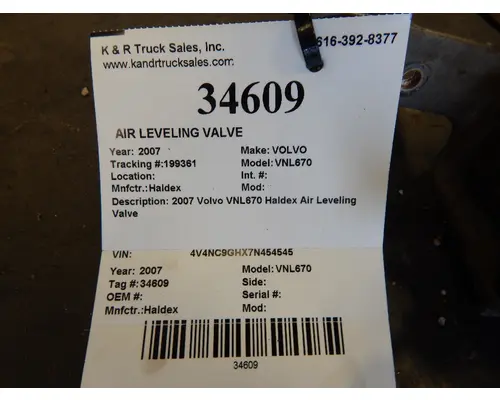 K & R Truck Sales, Inc. 616-392-8377
www.kandrtrucksales.com
34609
AIR LEVELING VALVE
Year: 2007 Make: VOLVO
Tracking #:199361 Model: VNL670
Location: Int. #:
Mnfctr.:Haldex Mod:
Description: 2007 Volvo VNL670 Haldex Air Leveling
Valve
VIN: 4V4NC9GHX7N454545
Year: 2007 Model: VNL670
Tag #:34609 Side:
OEM #: Serial #:
Mnfctr.:Haldex Mod:
34609